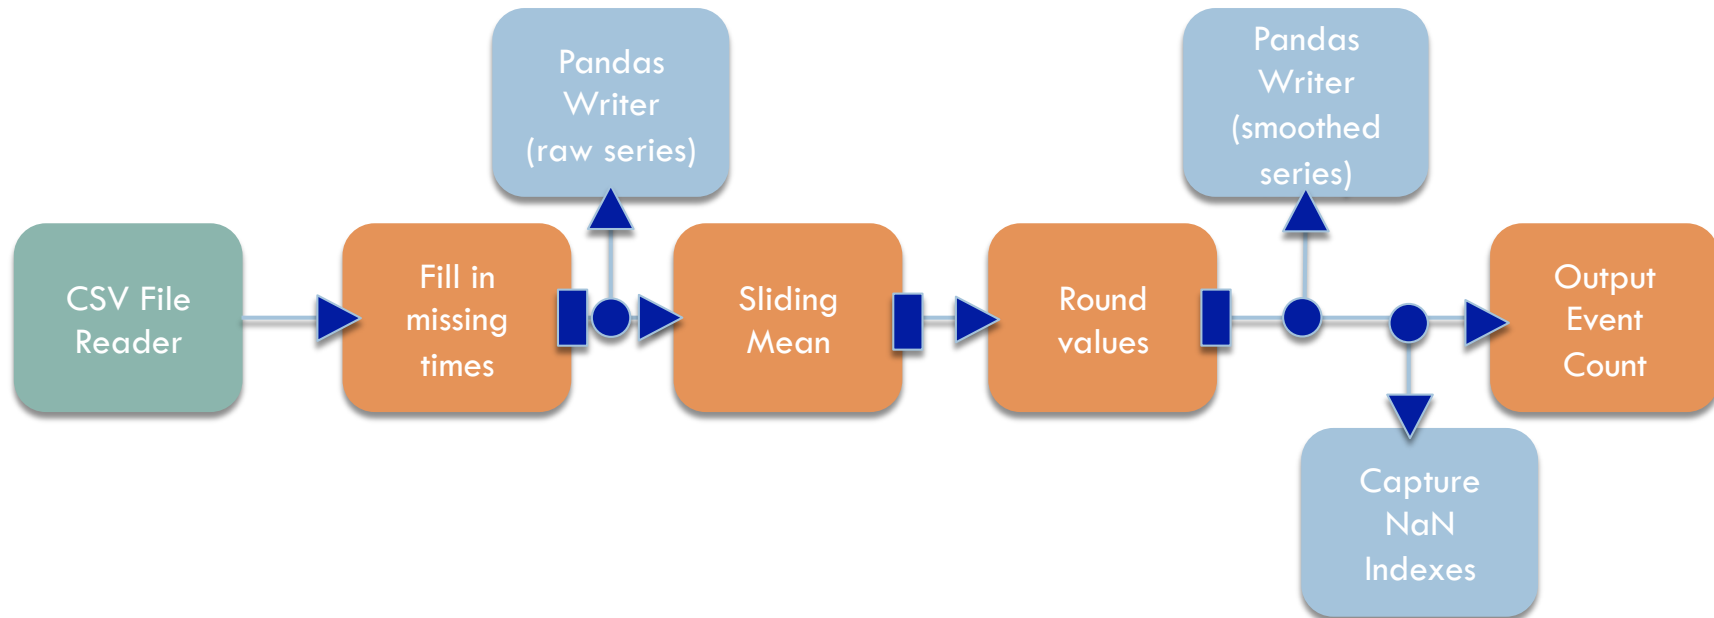 Pandas
Writer
(raw series)
Pandas
Writer
(smoothed
series)
CSV File
Reader
Fill in
missing
times
Sliding
Mean
Round
values
Output
Event
Count
Capture
NaN
Indexes